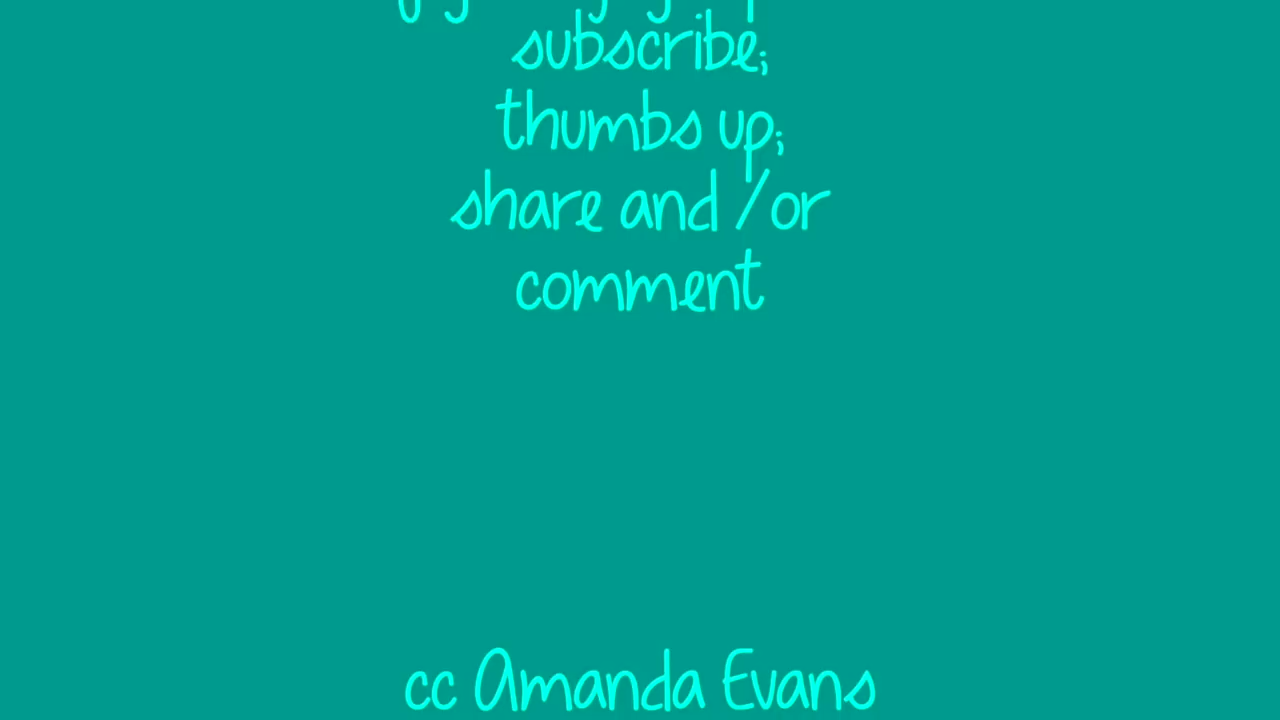 subscribe;
thumbs up;
share and /or
comment
cc Amanda Evans